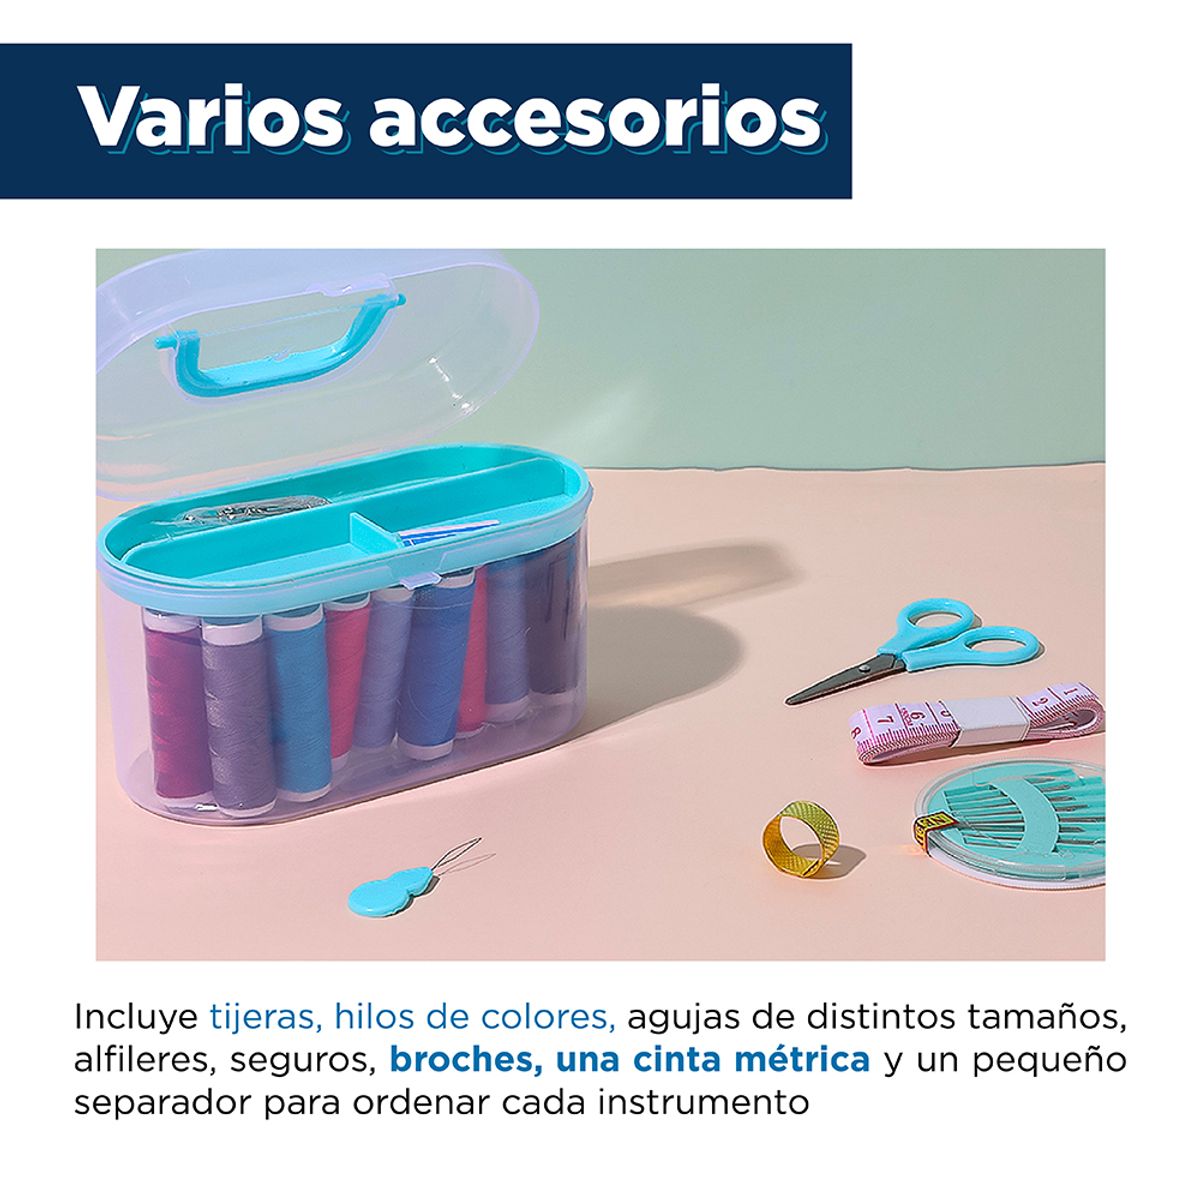 Varios accesorios
Incluye tijeras, hilos de colores, agujas de distintos tamaños,
alfileres, seguros, broches, una cinta métrica y un pequeño
separador para ordenar cada instrumento